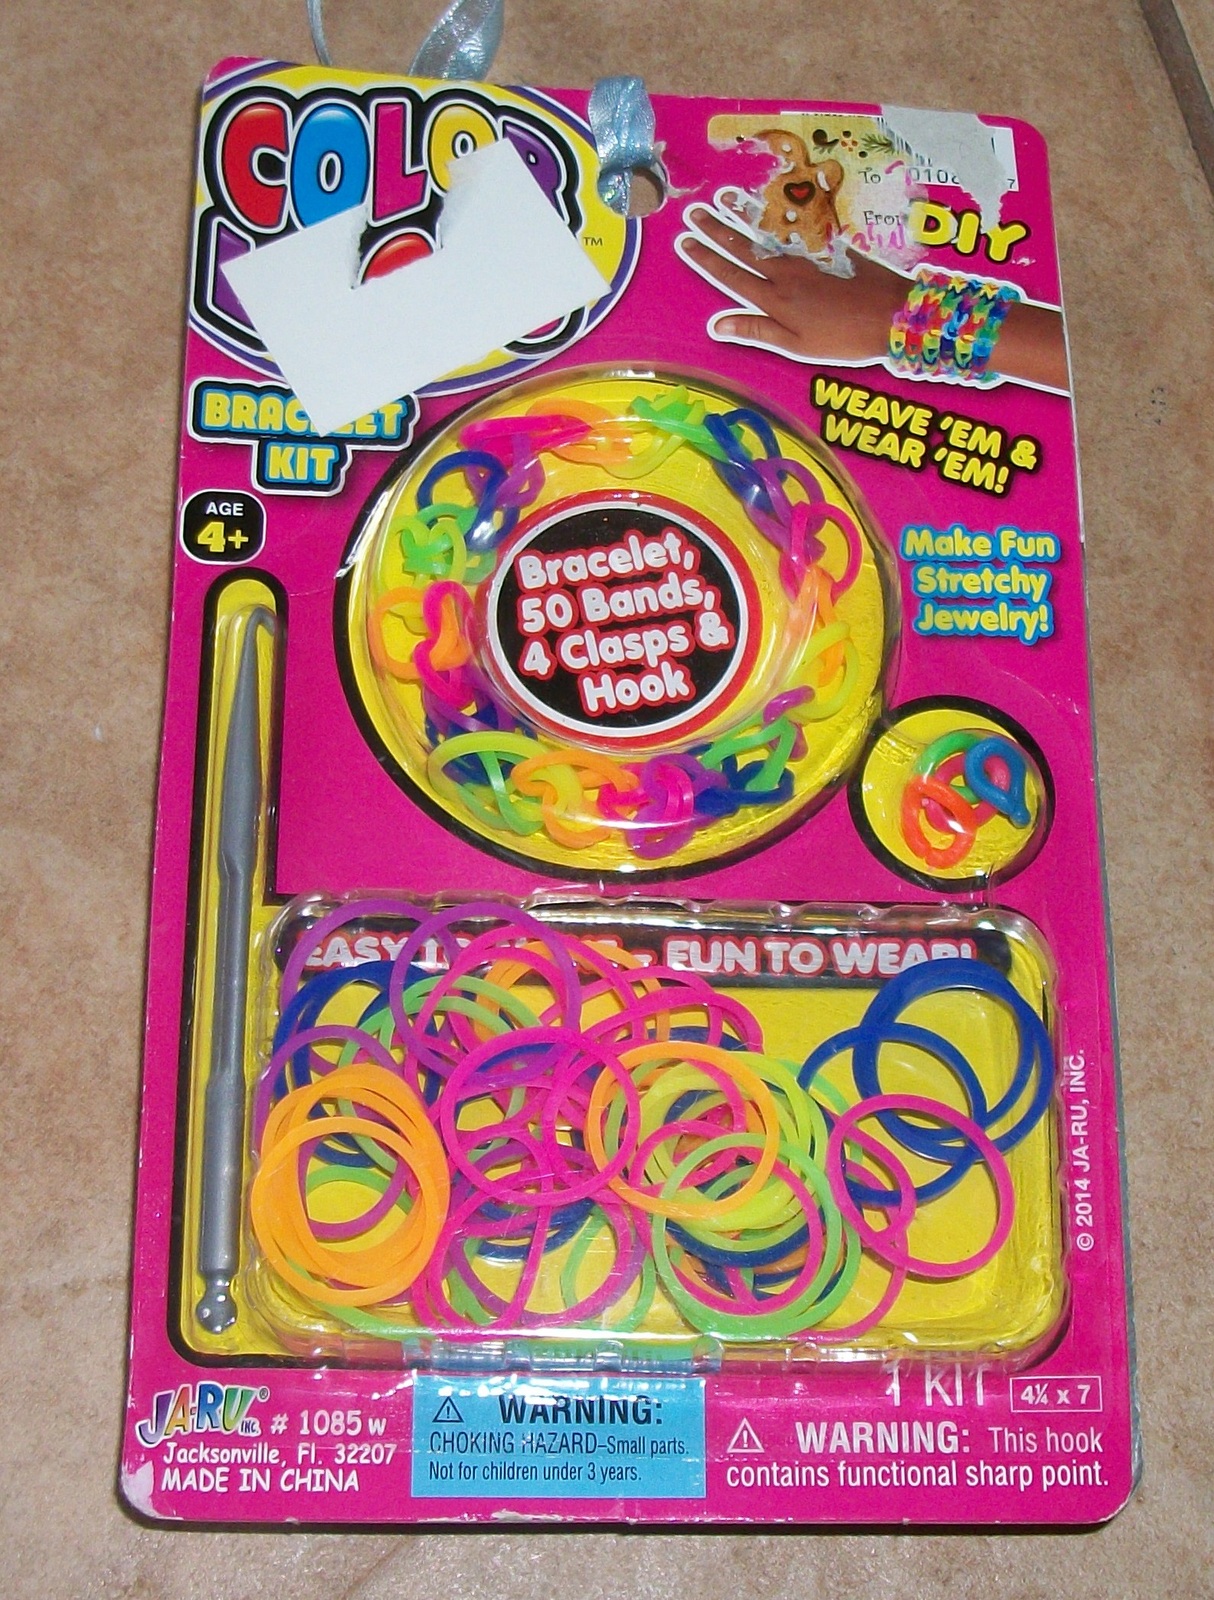 COLOR
TM
BRACELET
KIT
AGE
4+
To
From
DIY
WEAVE 'EM &
WEAR 'EM!
Make Fun
Stretchy
Jewelry!
Bracelet,
50 Bands,
4 Clasps &
Hook
EASY - FUN TO WEAR!
© 2014 JA-RU, INC.
JA-RU® INC. # 1085 W
Jacksonville, Fl. 32207
MADE IN CHINA
WARNING:
CHOKING HAZARD–Small parts.
Not for children under 3 years.
1 KIT
4¼ x 7
WARNING: This hook
contains functional sharp point.